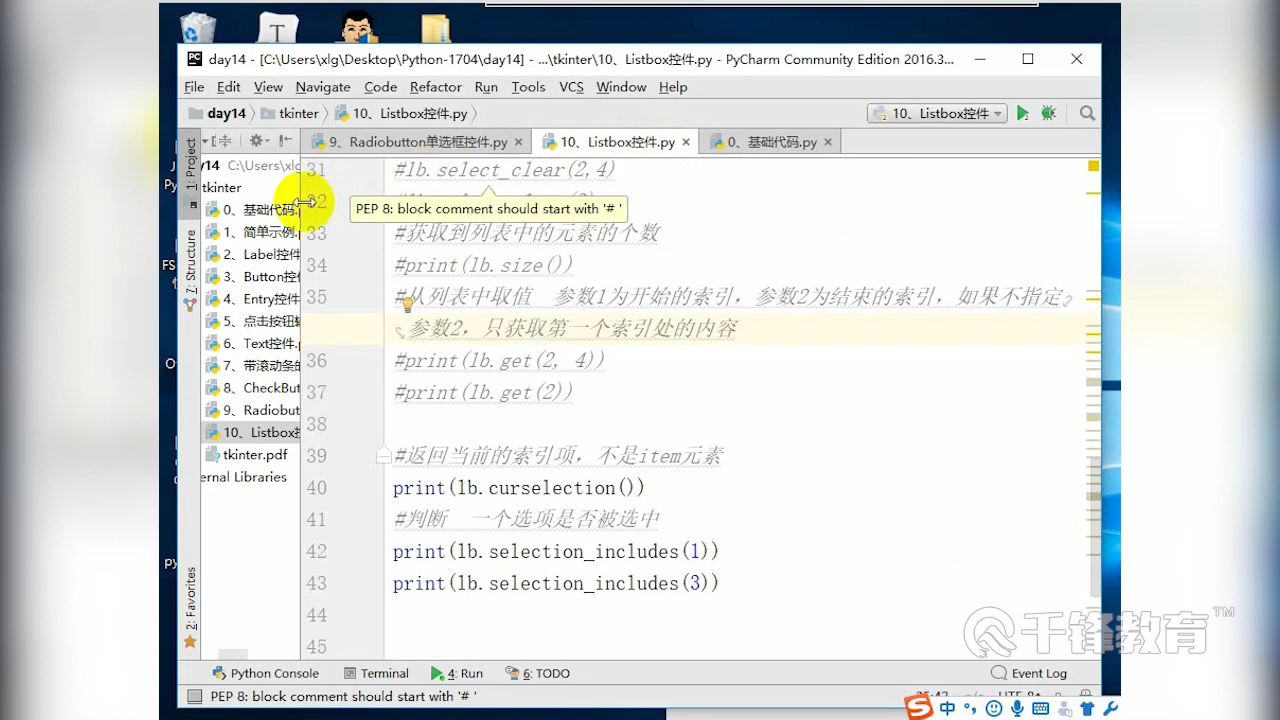 T
day14 - [C:\Users\xlg\Desktop\Python-1704\day14] - ...\tkinter\10、Listbox控件.py - PyCharm Community Edition 2016.3...
File Edit View Navigate Code Refactor Run Tools VCS Window Help
day14 tkinter 10、Listbox控件.py 10、Listbox控件
9、Radiobutton单选框控件.py 10、Listbox控件.py 0、基础代码.py
1: Project
7: Structure
2: Favorites
C:\Users\xlg
tkinter
0、基础代码.
1、简单示例.
2、Label控件
3、Button控
4、Entry控件
5、点击按钮
6、Text控件.
7、带滚动条的
8、CheckBut
9、Radiobut
10、Listbox控
tkinter.pdf
ernal Libraries
31 #lb.select_clear(2,4)
32
PEP 8: block comment should start with '# '
33 #获取到列表中的元素的个数
34 #print(lb.size())
35 #从列表中取值 参数1为开始的索引，参数2为结束的索引，如果不指定
参数2，只获取第一个索引处的内容
36 #print(lb.get(2, 4))
37 #print(lb.get(2))
38
39 #返回当前的索引项，不是item元素
40 print(lb.curselection())
41 #判断 一个选项是否被选中
42 print(lb.selection_includes(1))
43 print(lb.selection_includes(3))
44
45
千锋教育™
Python Console Terminal 4: Run 6: TODO Event Log
PEP 8: block comment should start with '# '
中